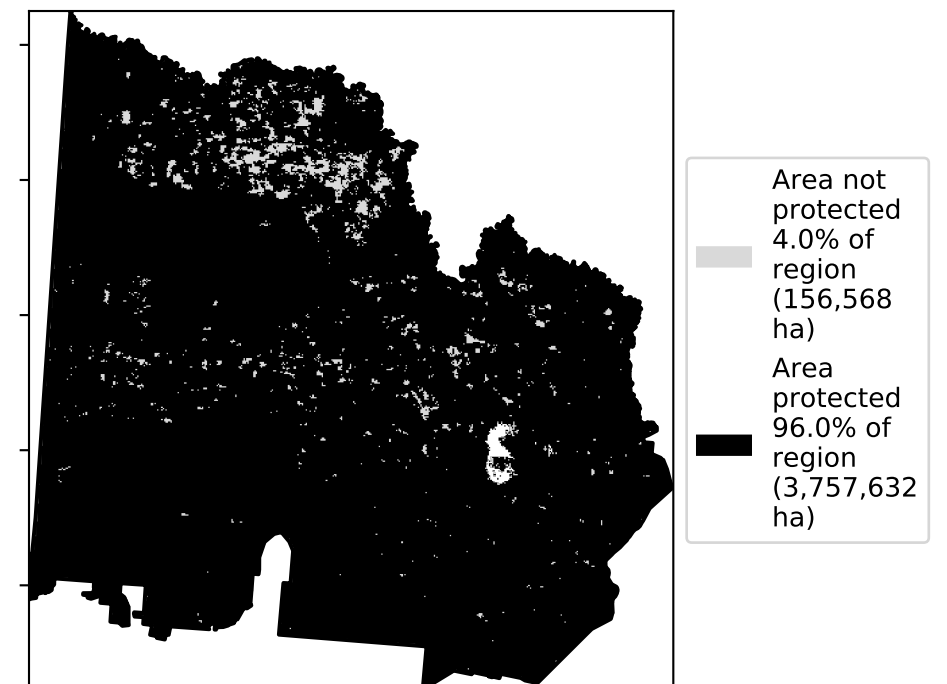 Area not
protected
4.0% of
region
(156,568
ha)
Area
protected
96.0% of
region
(3,757,632
ha)